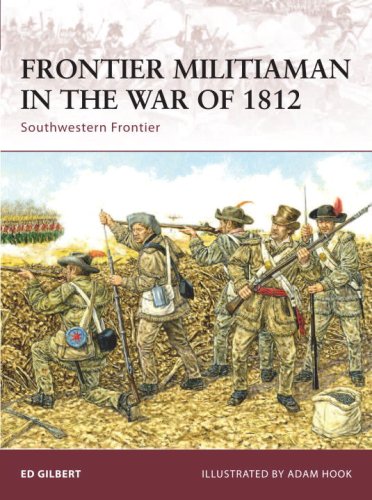 FRONTIER MILITIAMAN
IN THE WAR OF 1812
Southwestern Frontier
ED GILBERT
ILLUSTRATED BY ADAM HOOK